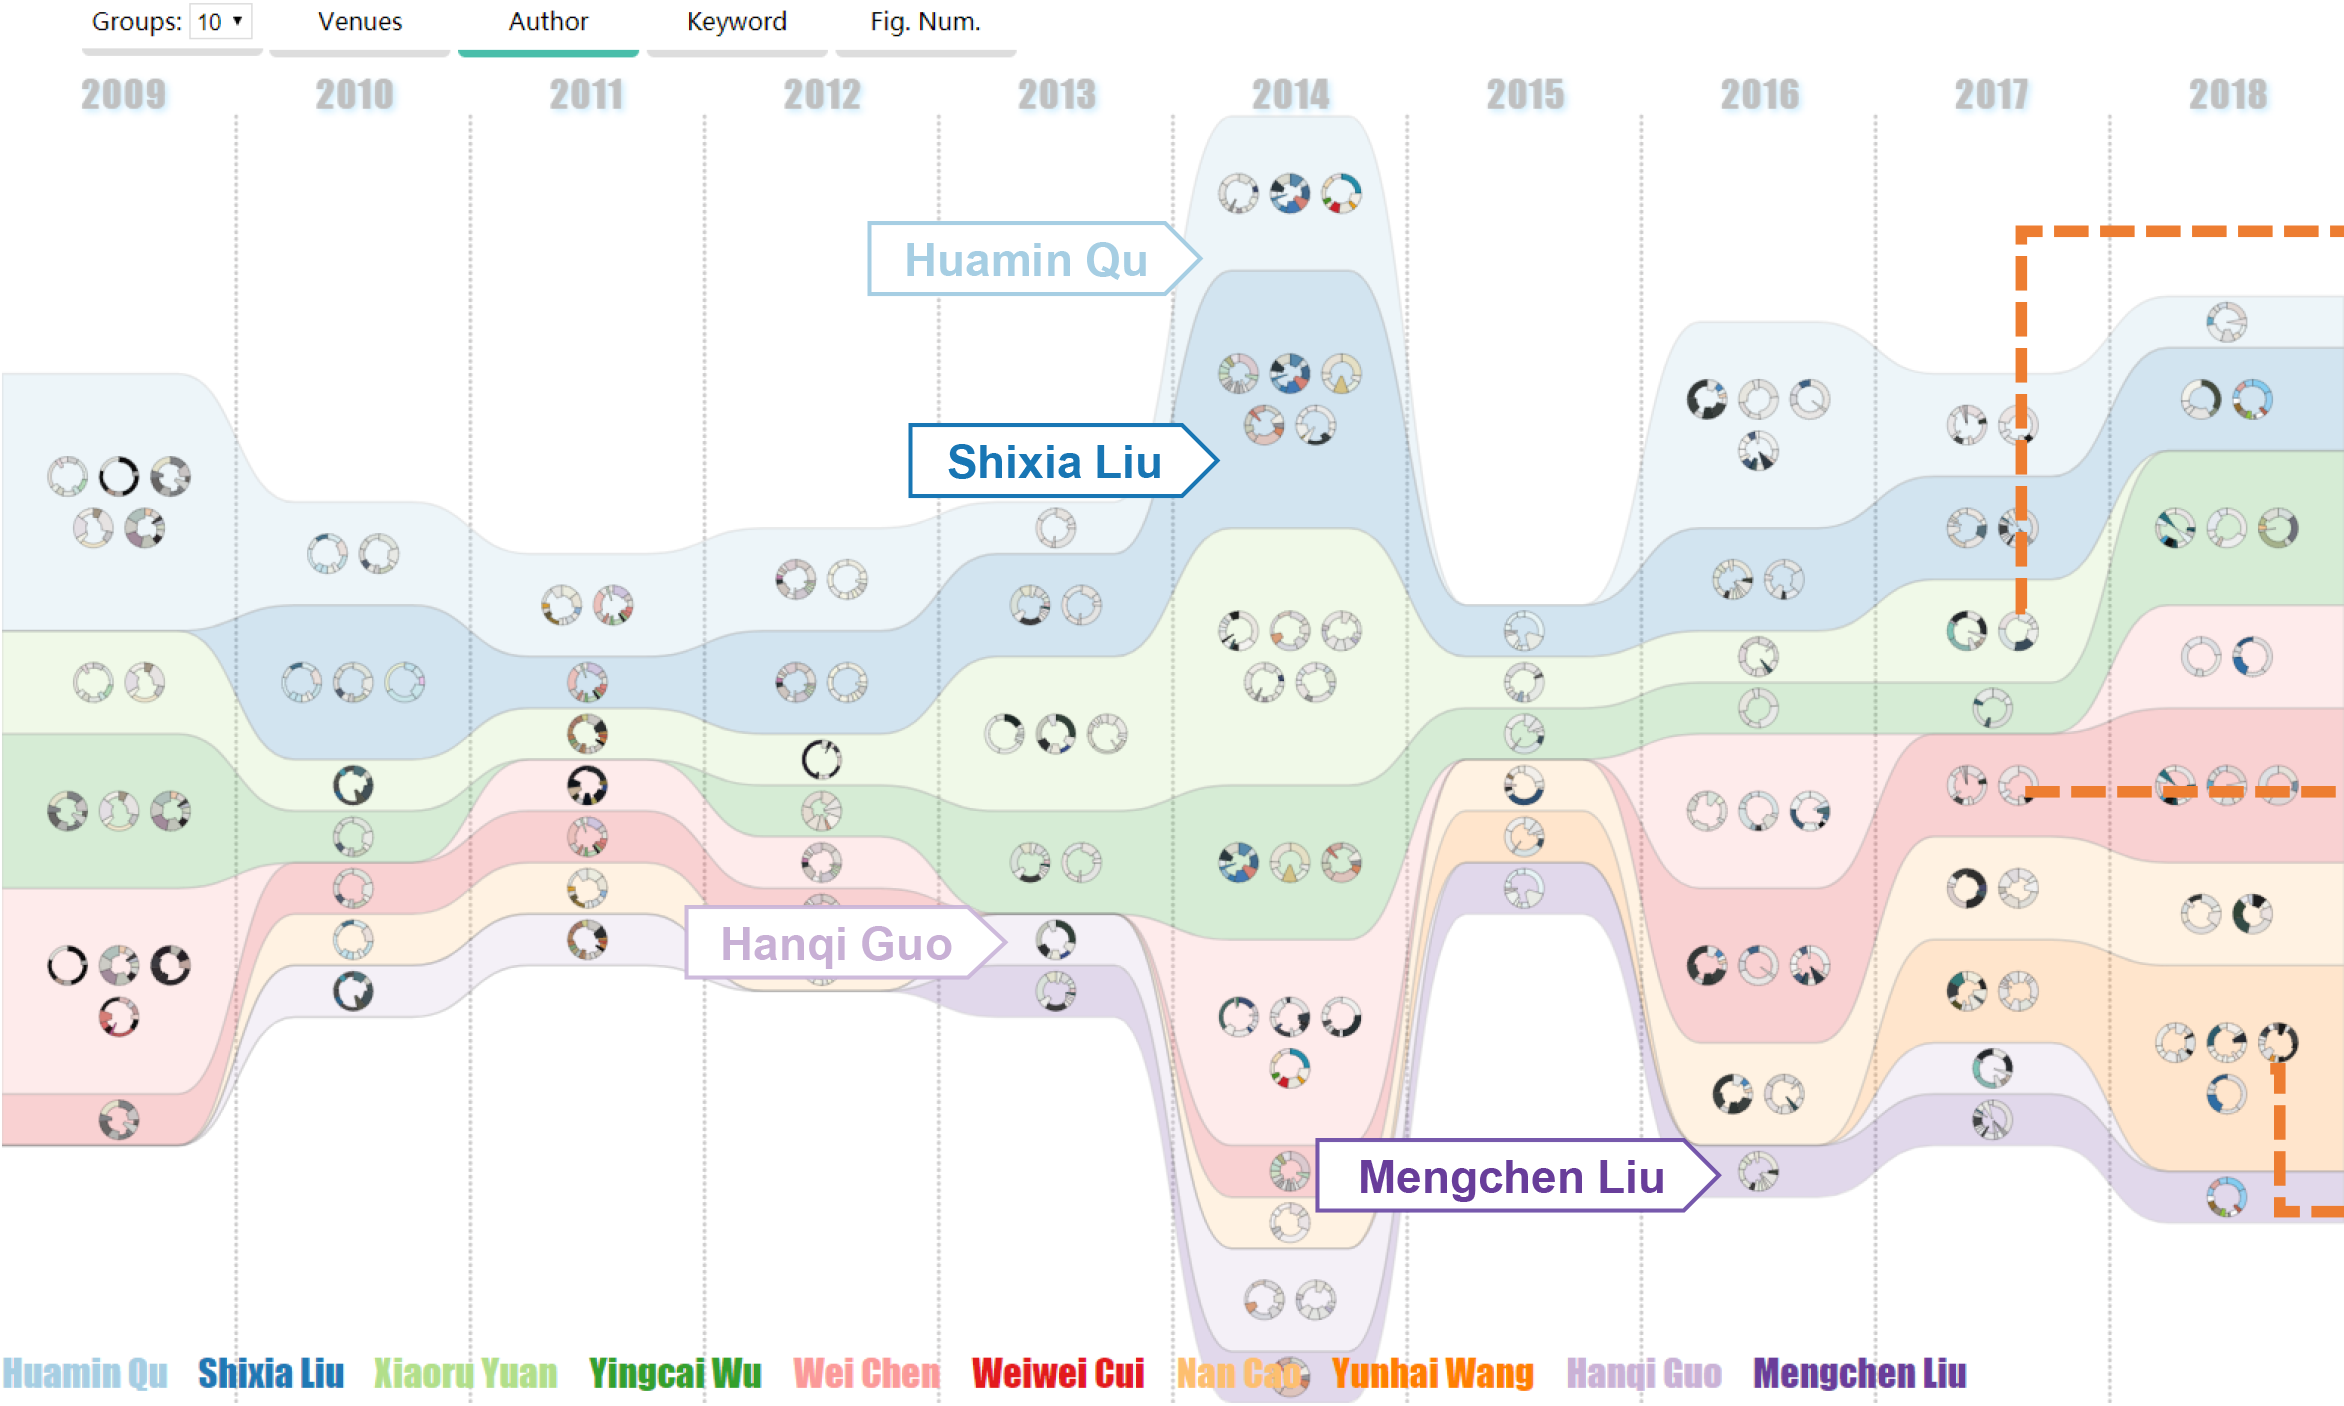 Groups: 10 Venues Author Keyword Fig. Num.
2009 2010 2011 2012 2013 2014 2015 2016 2017 2018
Huamin Qu
Shixia Liu
Hanqi Guo
Mengchen Liu
Huamin Qu Shixia Liu Xiaoru Yuan Yingcai Wu Wei Chen Weiwei Cui Nan Cao Yunhai Wang Hanqi Guo Mengchen Liu